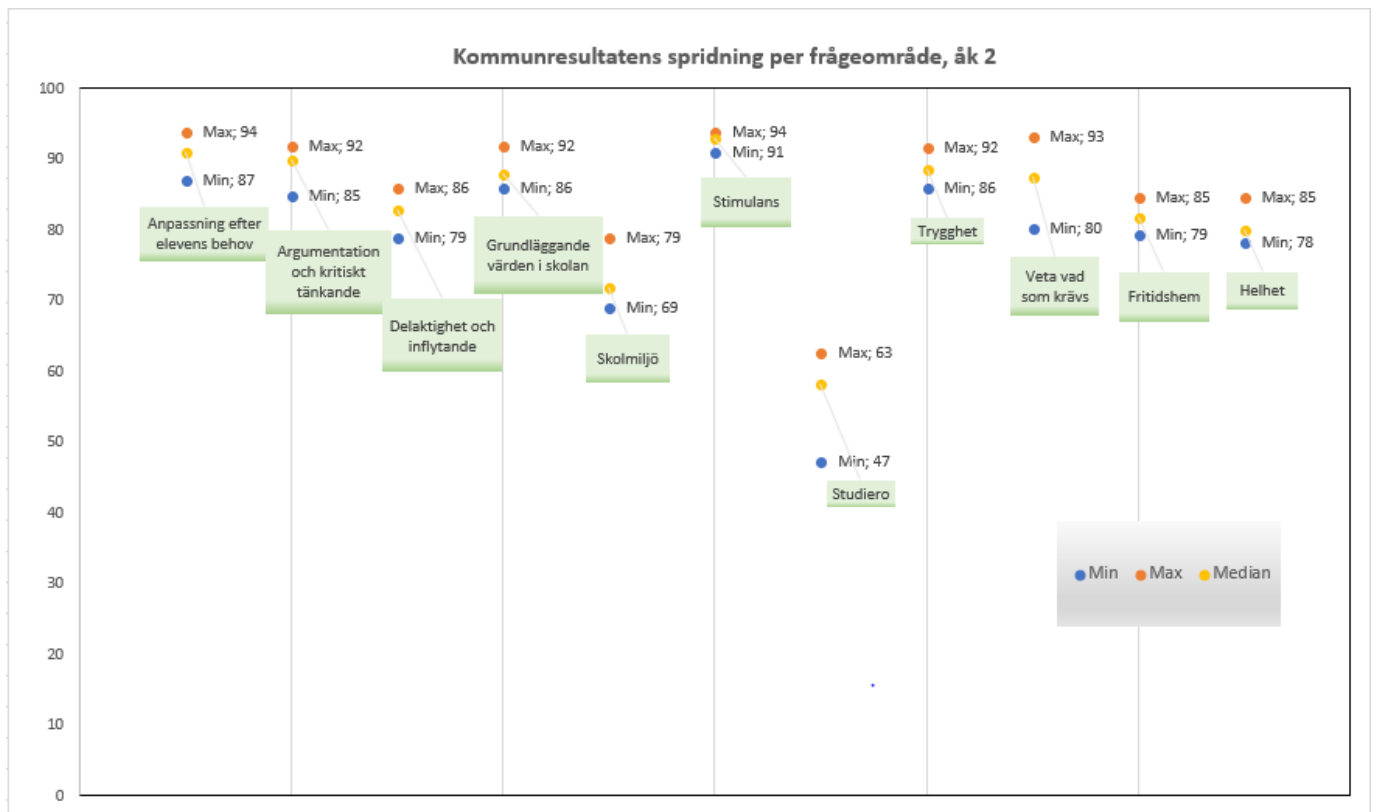 Kommunresultatens spridning per frågeområde, åk 2
100
90
80
70
60
50
40
30
20
10
0
Max; 94
Min; 87
Anpassning efter
elevens behov
Max; 92
Min; 85
Argumentation
och kritiskt
tänkande
Max; 86
Min; 79
Delaktighet och
inflytande
Max; 92
Min; 86
Grundläggande
värden i skolan
Max; 79
Min; 69
Skolmiljö
Max; 94
Min; 91
Stimulans
Max; 63
Min; 47
Studiero
Max; 92
Min; 86
Trygghet
Max; 93
Min; 80
Veta vad
som krävs
Max; 85
Min; 79
Fritidshem
Max; 85
Min; 78
Helhet
Min Max Median